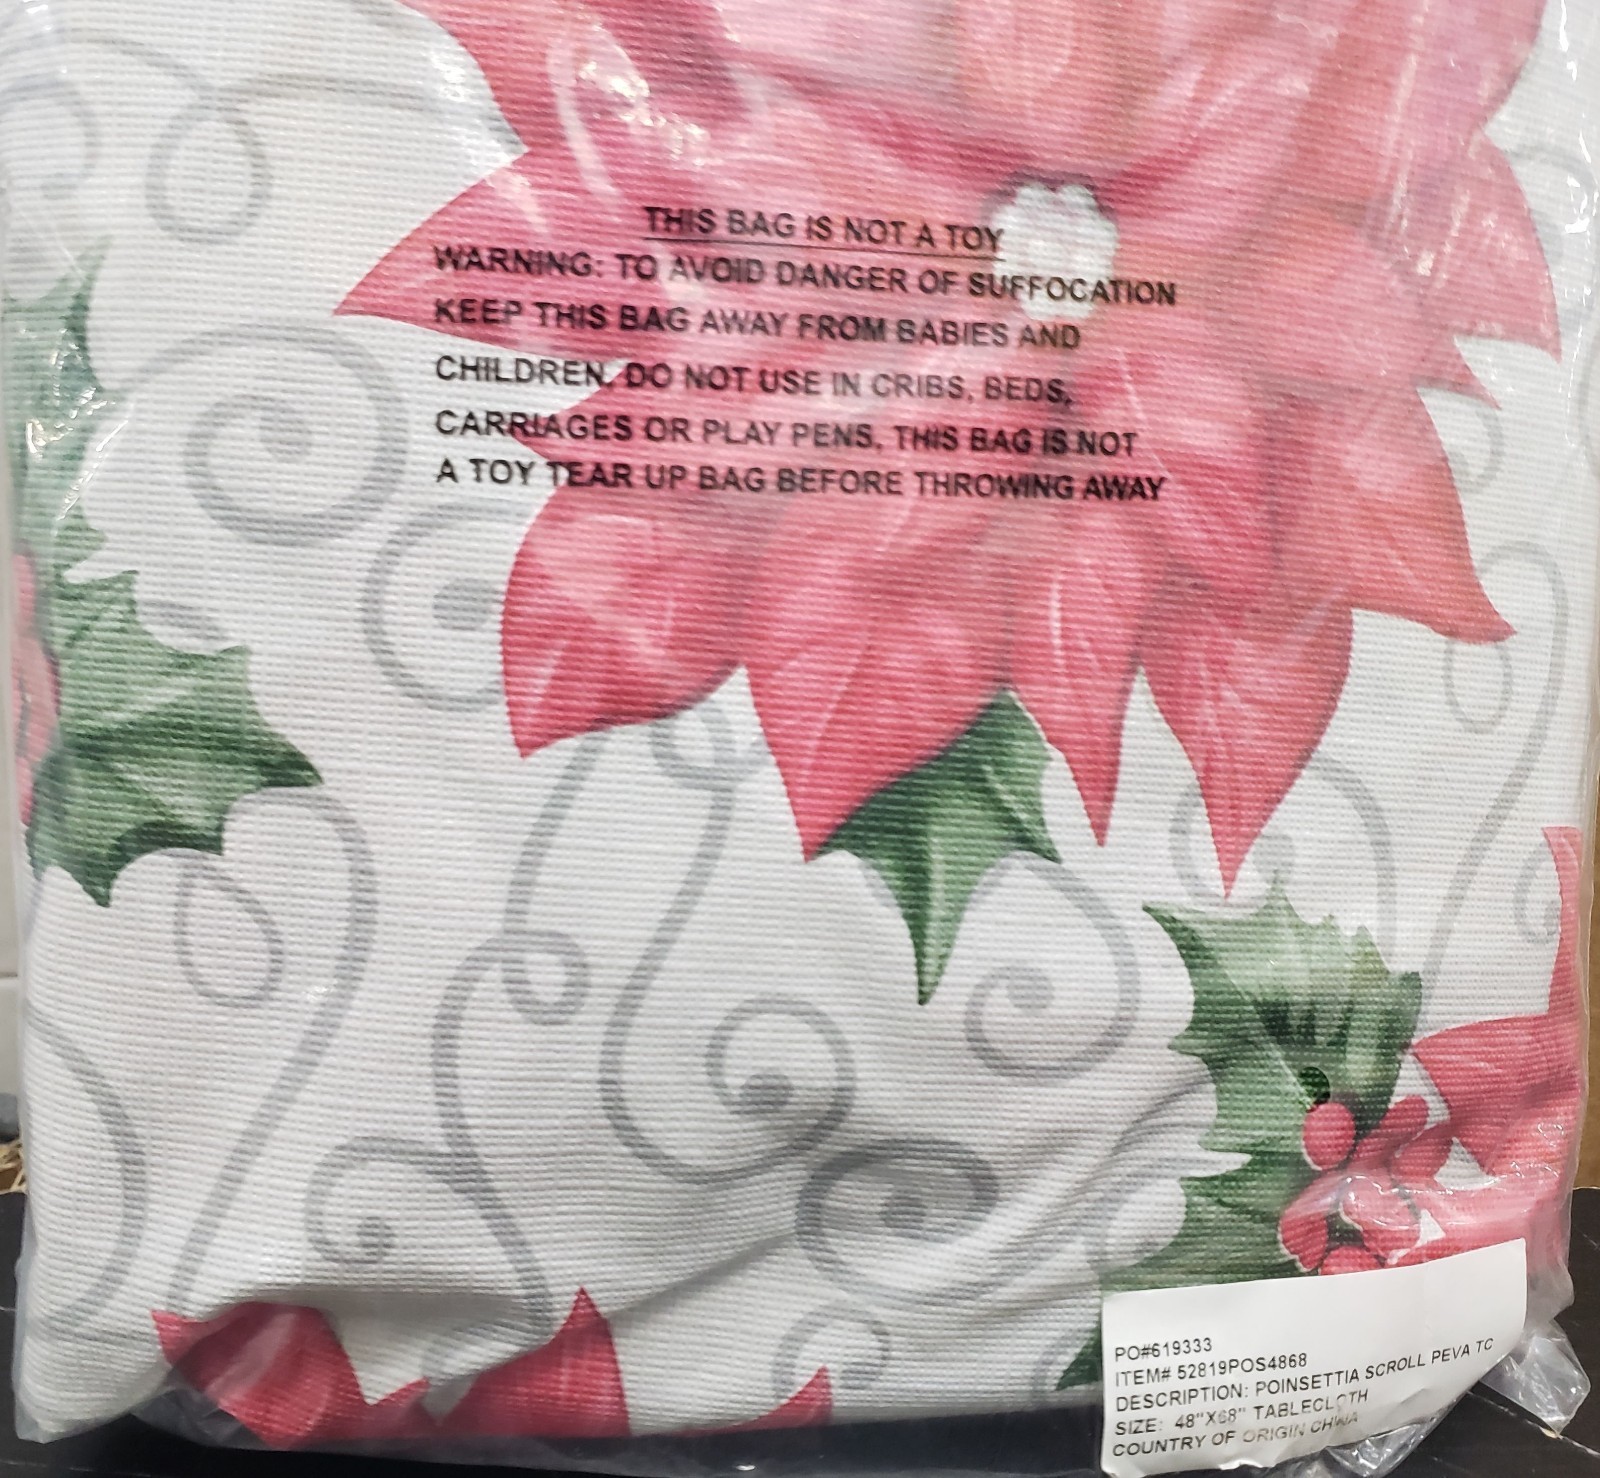 THIS BAG IS NOT A TOY
WARNING: TO AVOID DANGER OF SUFFOCATION
KEEP THIS BAG AWAY FROM BABIES AND
CHILDREN. DO NOT USE IN CRIBS, BEDS,
CARRIAGES OR PLAY PENS. THIS BAG IS NOT
A TOY TEAR UP BAG BEFORE THROWING AWAY
PO#619333
ITEM# 52819POS4868
DESCRIPTION: POINSETTIA SCROLL PEVA TC
SIZE: 48"X68" TABLECLOTH
COUNTRY OF ORIGIN CHINA